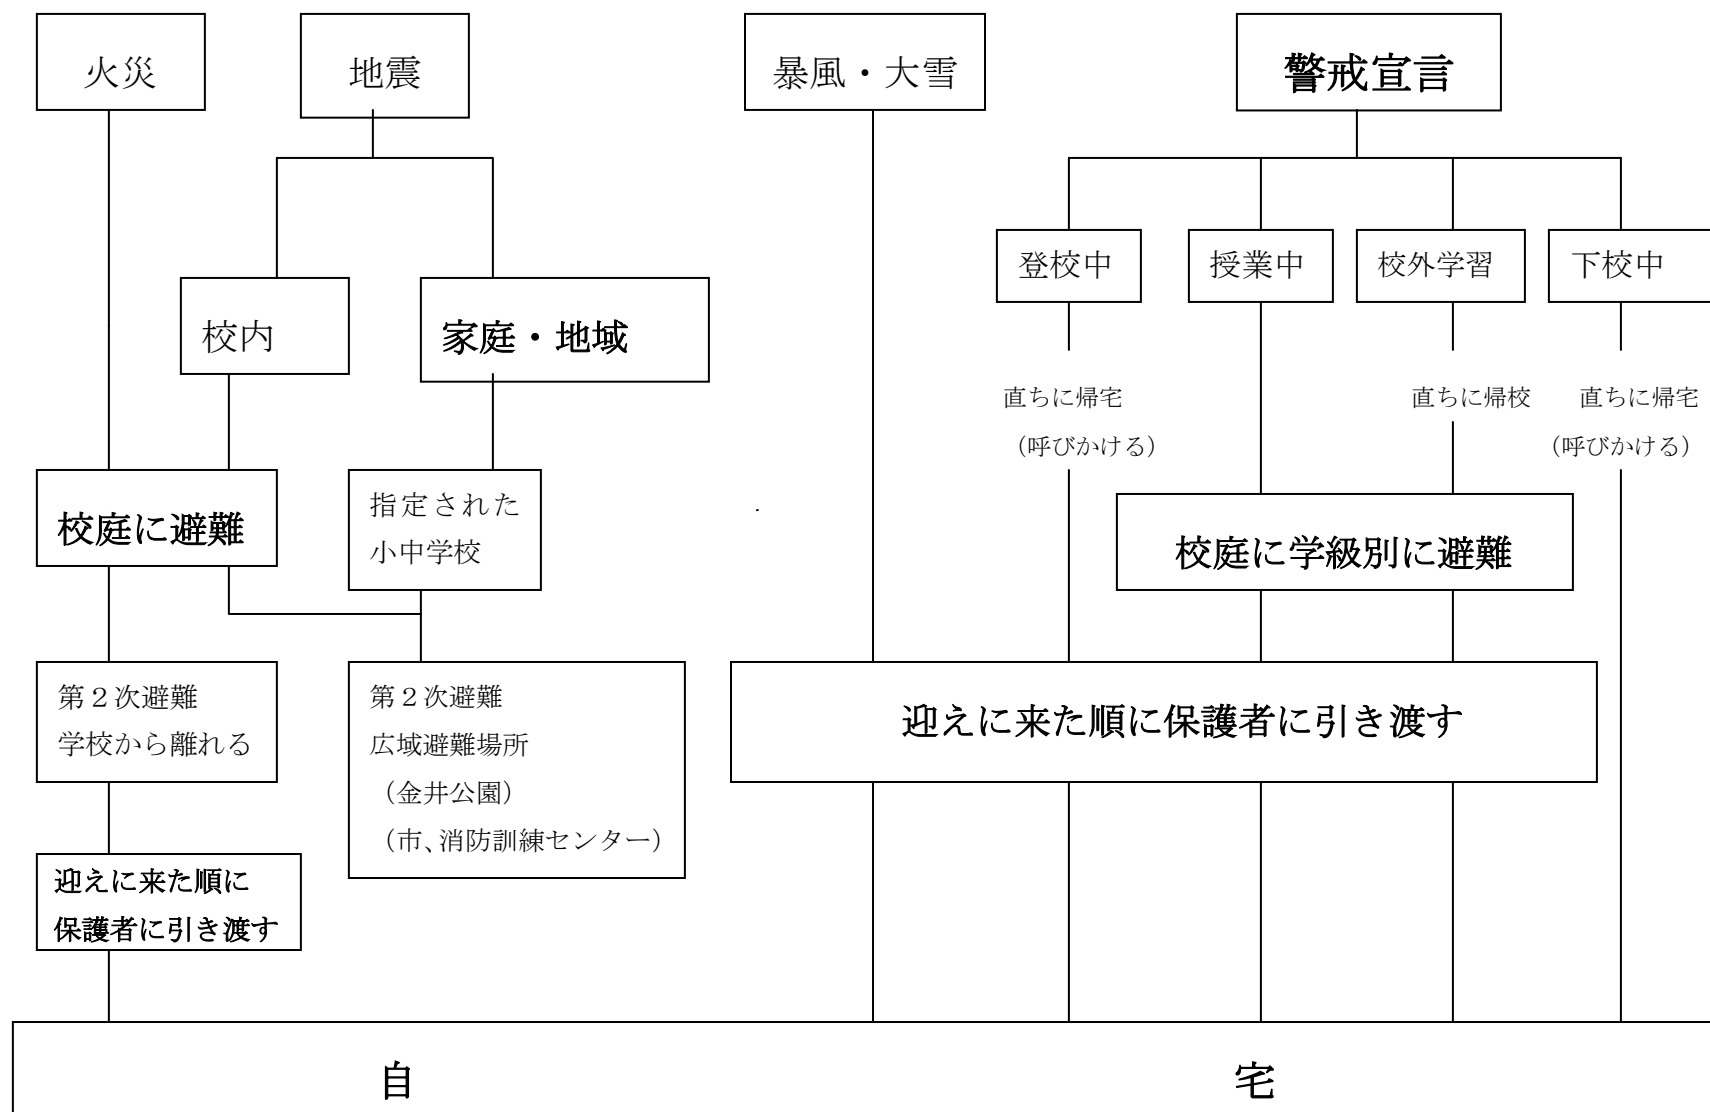 火災
地震
暴風・大雪
警戒宣言
登校中
授業中
校外学習
下校中
校内
家庭・地域
直ちに帰宅
（呼びかける）
直ちに帰校
直ちに帰宅
（呼びかける）
校庭に避難
指定された
小中学校
校庭に学級別に避難
第２次避難
学校から離れる
第２次避難
広域避難場所
（金井公園）
（市、消防訓練センター）
迎えに来た順に保護者に引き渡す
迎えに来た順に
保護者に引き渡す
自宅